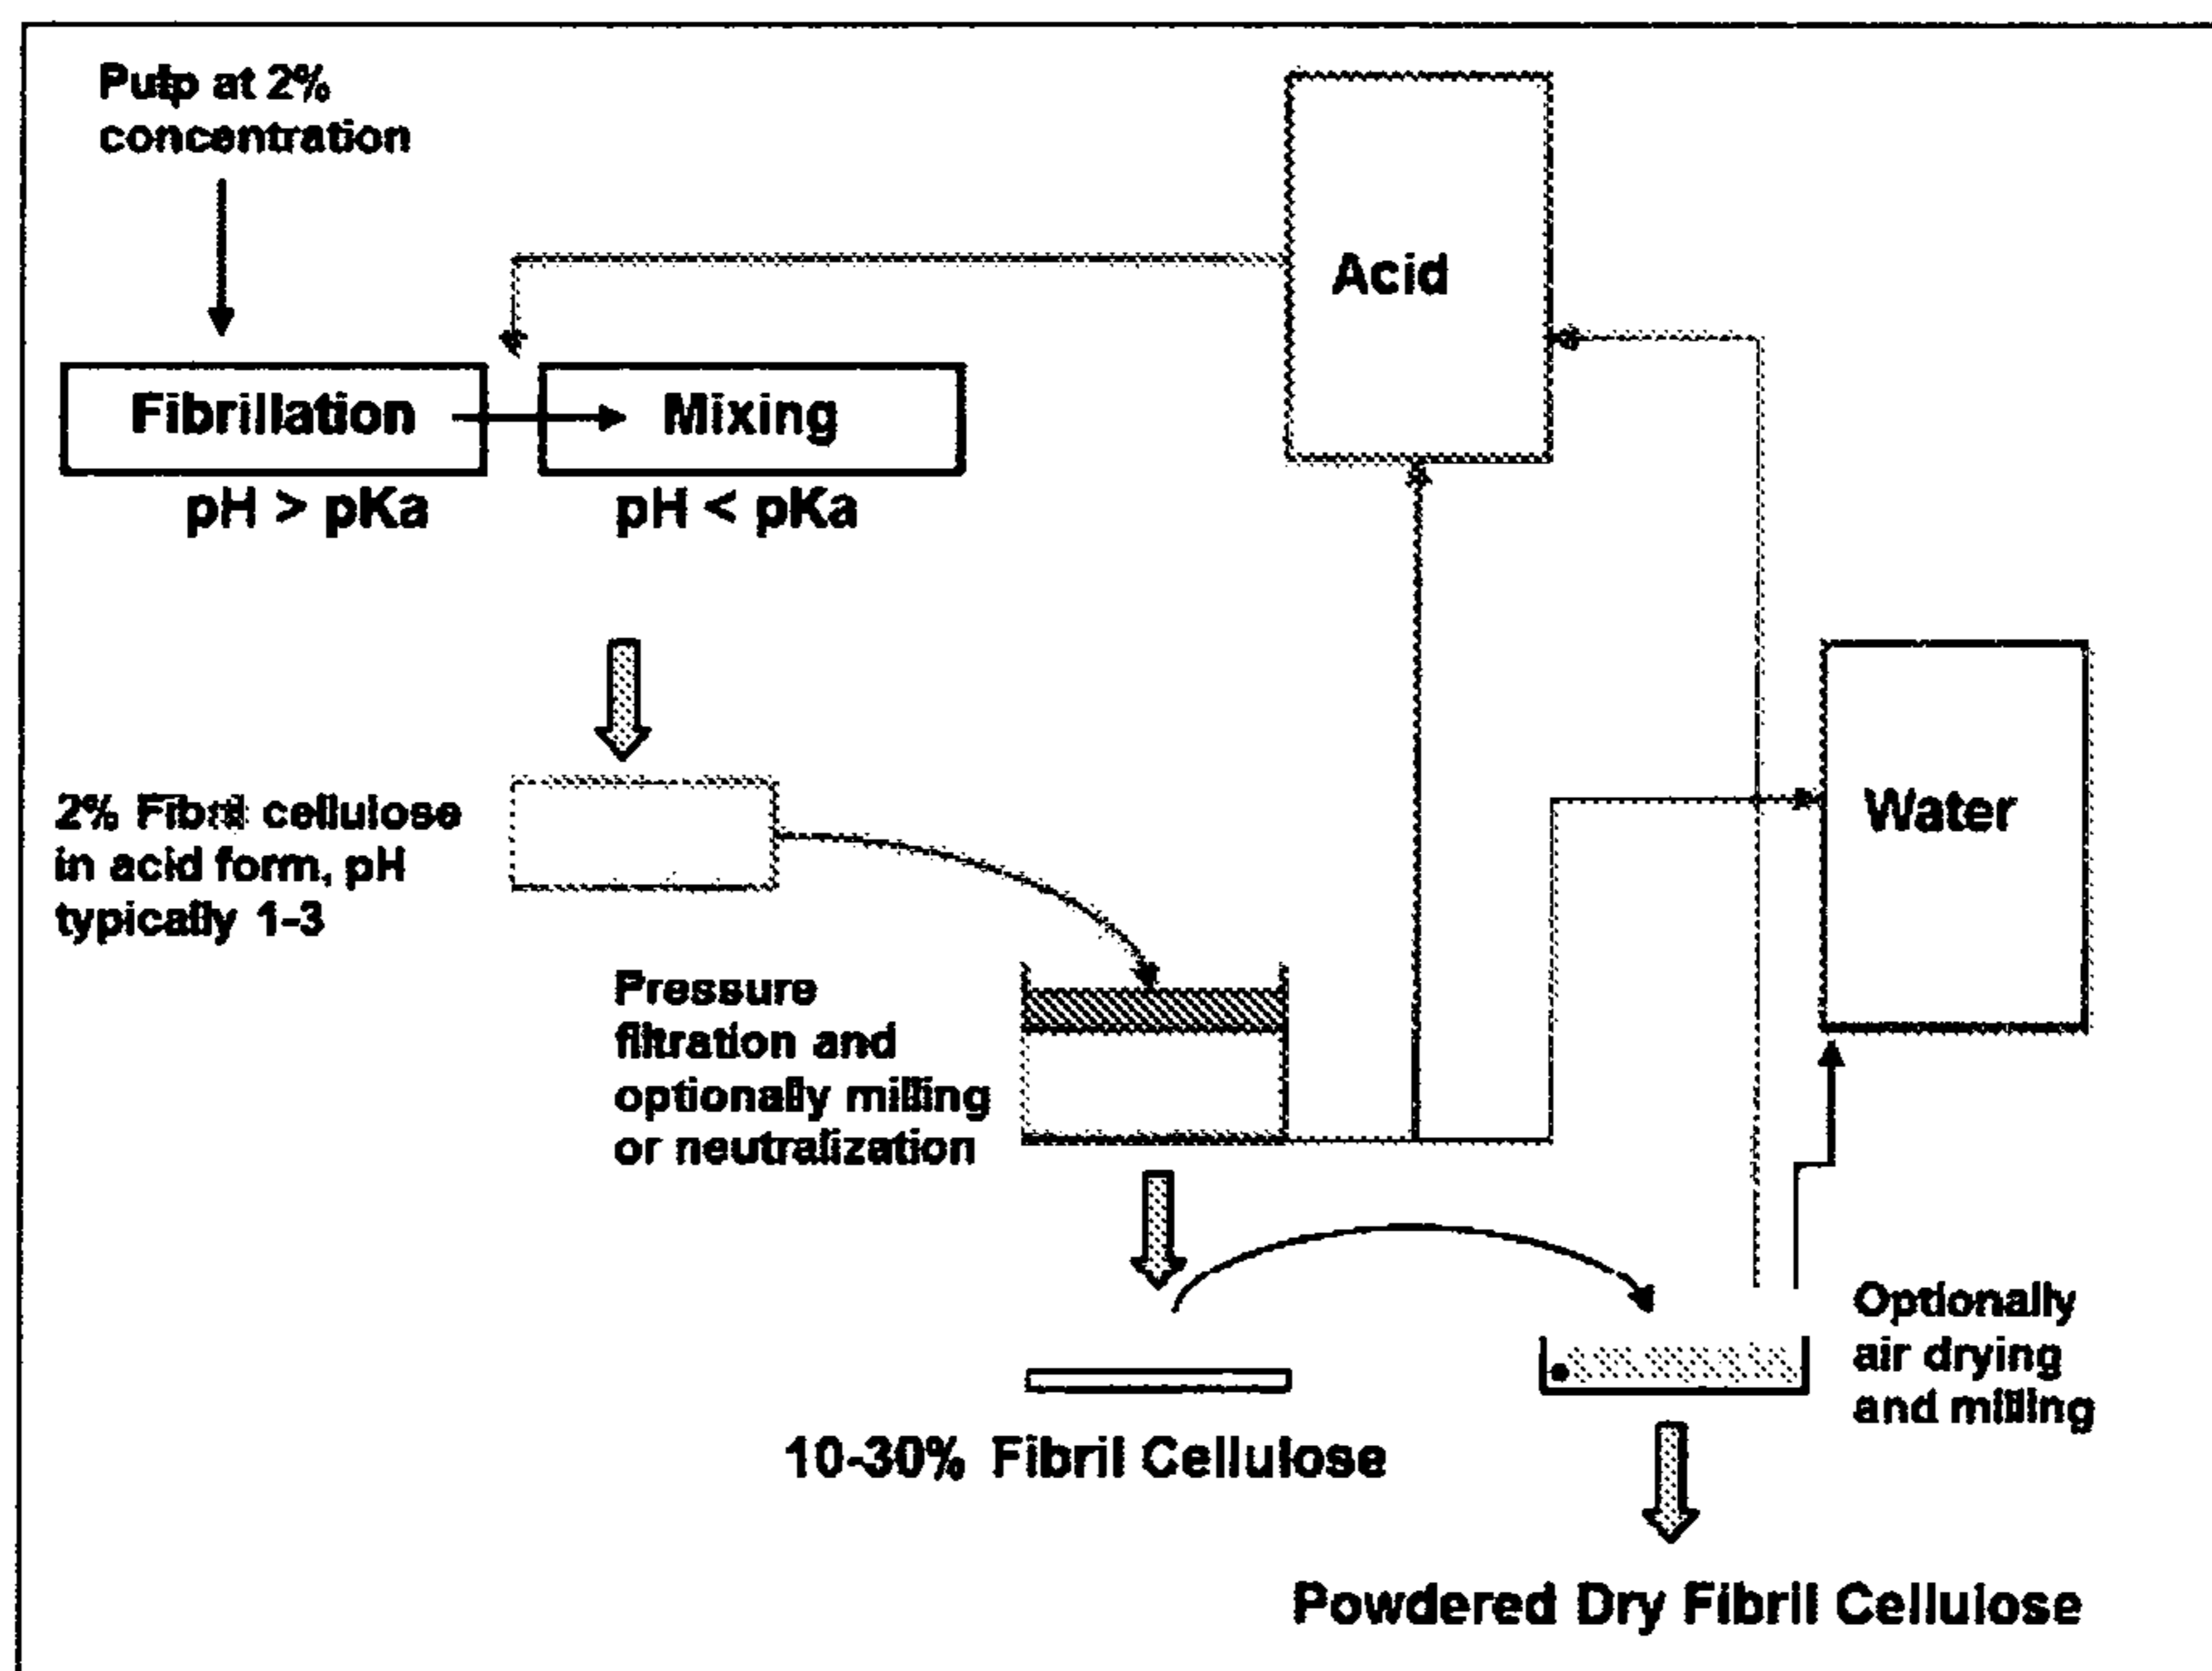 Pulp at 2%
concentration
Acid
Fibrillation
Mixing
pH > pKa
pH < pKa
2% Fibril cellulose
in acid form, pH
typically 1-3
Water
Pressure
filtration and
optionally milling
or neutralization
Optionally
air drying
and milling
10-30% Fibril Cellulose
Powdered Dry Fibril Cellulose